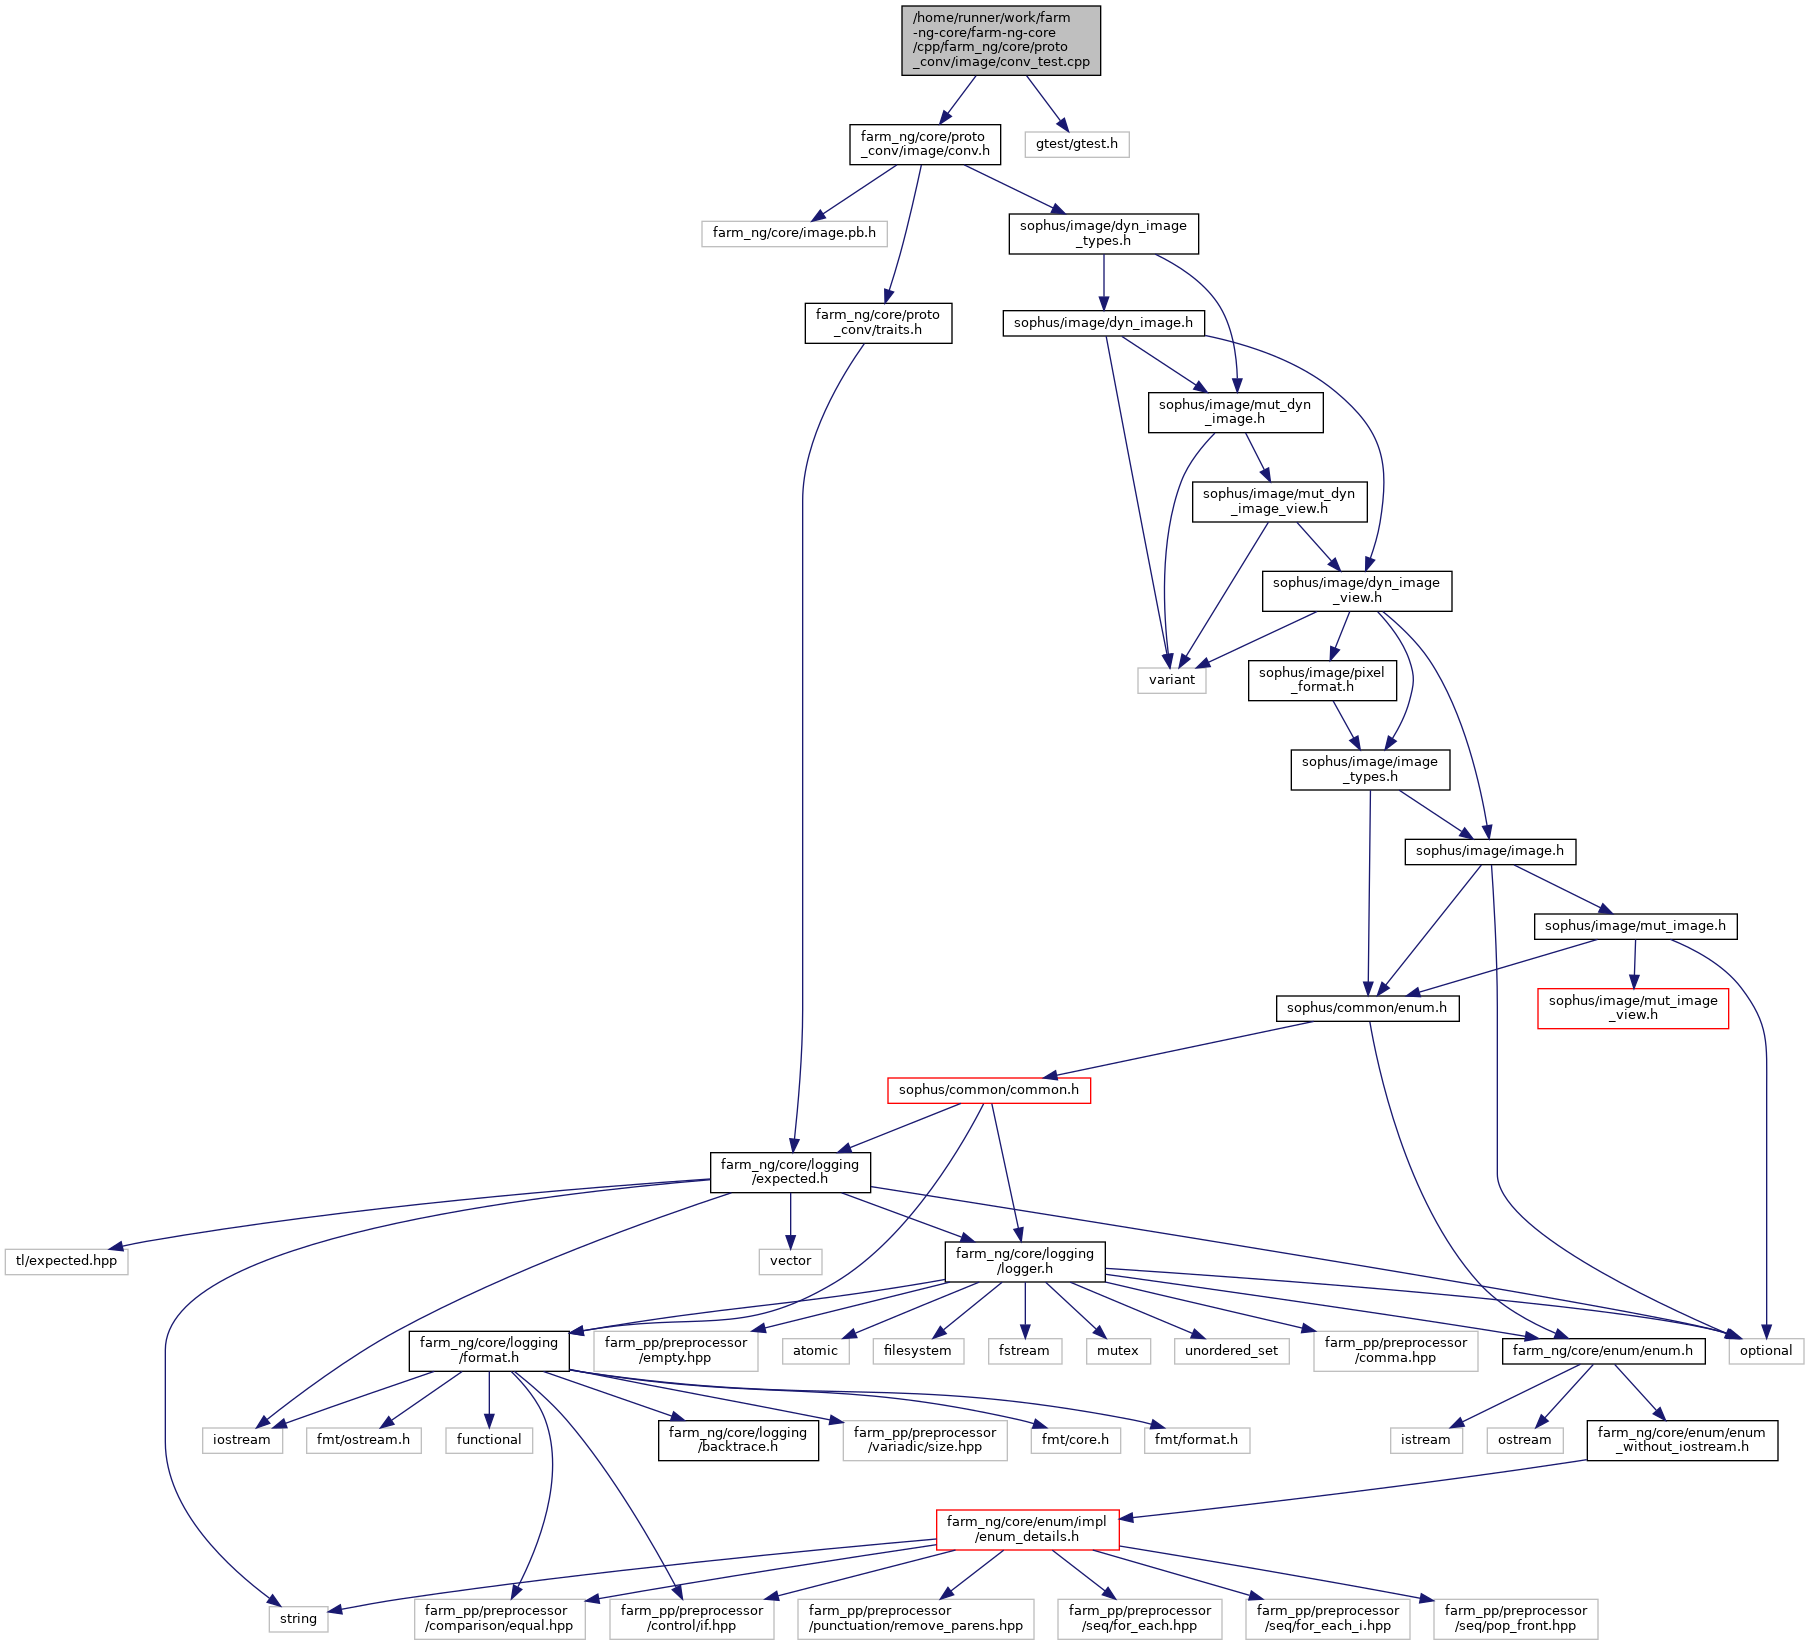 /home/runner/work/farm
-ng-core/farm-ng-core
/cpp/farm_ng/core/proto
_conv/image/conv_test.cpp
farm_ng/core/proto
_conv/image/conv.h
gtest/gtest.h
farm_ng/core/image.pb.h
sophus/image/dyn_image
_types.h
farm_ng/core/proto
_conv/traits.h
sophus/image/dyn_image.h
sophus/image/mut_dyn
_image.h
sophus/image/mut_dyn
_image_view.h
sophus/image/dyn_image
_view.h
variant
sophus/image/pixel
_format.h
sophus/image/image
_types.h
sophus/image/image.h
sophus/image/mut_image.h
sophus/common/enum.h
sophus/image/mut_image
_view.h
sophus/common/common.h
farm_ng/core/logging
/expected.h
tl/expected.hpp
vector
farm_ng/core/logging
/logger.h
farm_ng/core/logging
/format.h
farm_pp/preprocessor
/empty.hpp
atomic
filesystem
fstream
mutex
unordered_set
farm_pp/preprocessor
/comma.hpp
farm_ng/core/enum/enum.h
optional
iostream
fmt/ostream.h
functional
farm_ng/core/logging
/backtrace.h
farm_pp/preprocessor
/variadic/size.hpp
fmt/core.h
fmt/format.h
istream
ostream
farm_ng/core/enum/enum
_without_iostream.h
farm_ng/core/enum/impl
/enum_details.h
string
farm_pp/preprocessor
/comparison/equal.hpp
farm_pp/preprocessor
/control/if.hpp
farm_pp/preprocessor
/punctuation/remove_parens.hpp
farm_pp/preprocessor
/seq/for_each.hpp
farm_pp/preprocessor
/seq/for_each_i.hpp
farm_pp/preprocessor
/seq/pop_front.hpp